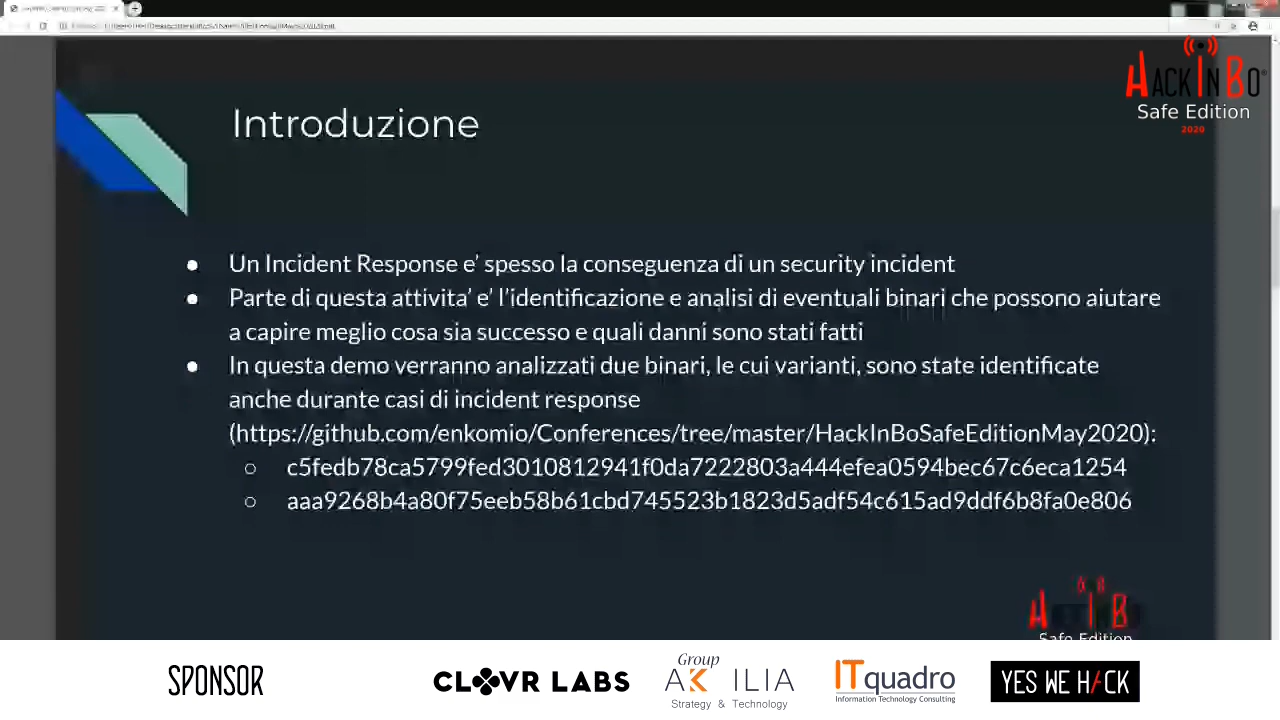 HACKINBO®
Safe Edition
2020
Introduzione
● Un Incident Response e' spesso la conseguenza di un security incident
● Parte di questa attivita' e' l'identificazione e analisi di eventuali binari che possono aiutare
a capire meglio cosa sia successo e quali danni sono stati fatti
● In questa demo verranno analizzati due binari, le cui varianti, sono state identificate
anche durante casi di incident response
(https://github.com/enkomio/Conferences/tree/master/HackInBoSafeEditionMay2020):
○ c5fedb78ca5799fed3010812941f0da7222803a444efea0594bec67c6eca1254
○ aaa9268b4a80f75eeb58b61cbd745523b1823d5adf54c615ad9ddf6b8fa0e806
Safe Edition
SPONSOR
CLOVR LABS
Group
AKILIA
Strategy & Technology
ITquadro
Information Technology Consulting
YES WE H/CK